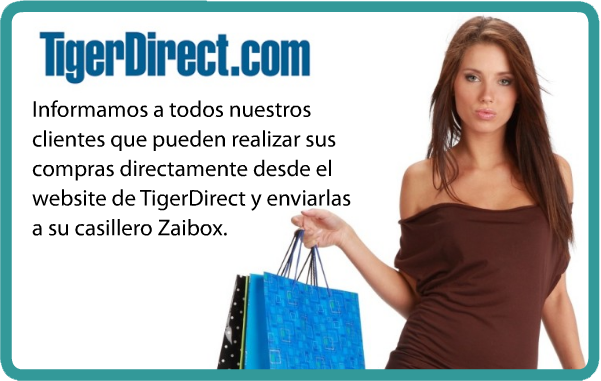 TigerDirect.com
Informamos a todos nuestros
clientes que pueden realizar sus
compras directamente desde el
website de TigerDirect y enviarlas
a su casillero Zaibox.